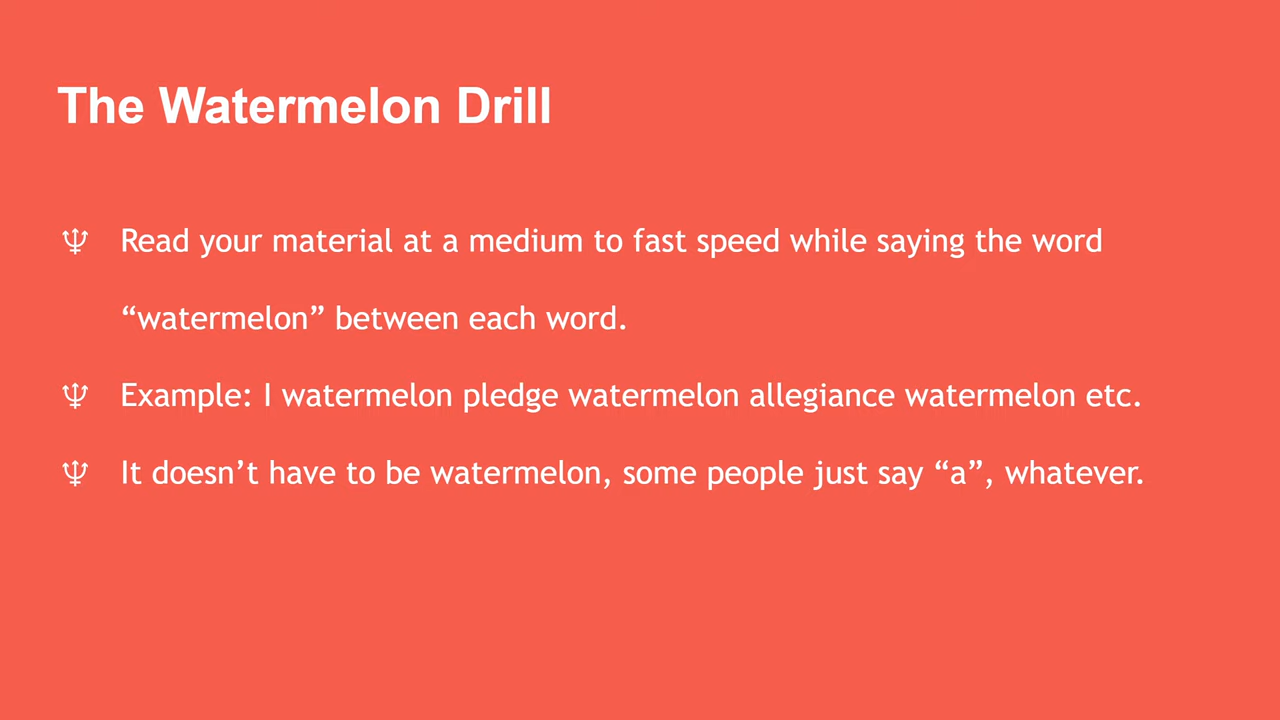 The Watermelon Drill
♆ Read your material at a medium to fast speed while saying the word
“watermelon” between each word.
♆ Example: I watermelon pledge watermelon allegiance watermelon etc.
♆ It doesn’t have to be watermelon, some people just say “a”, whatever.